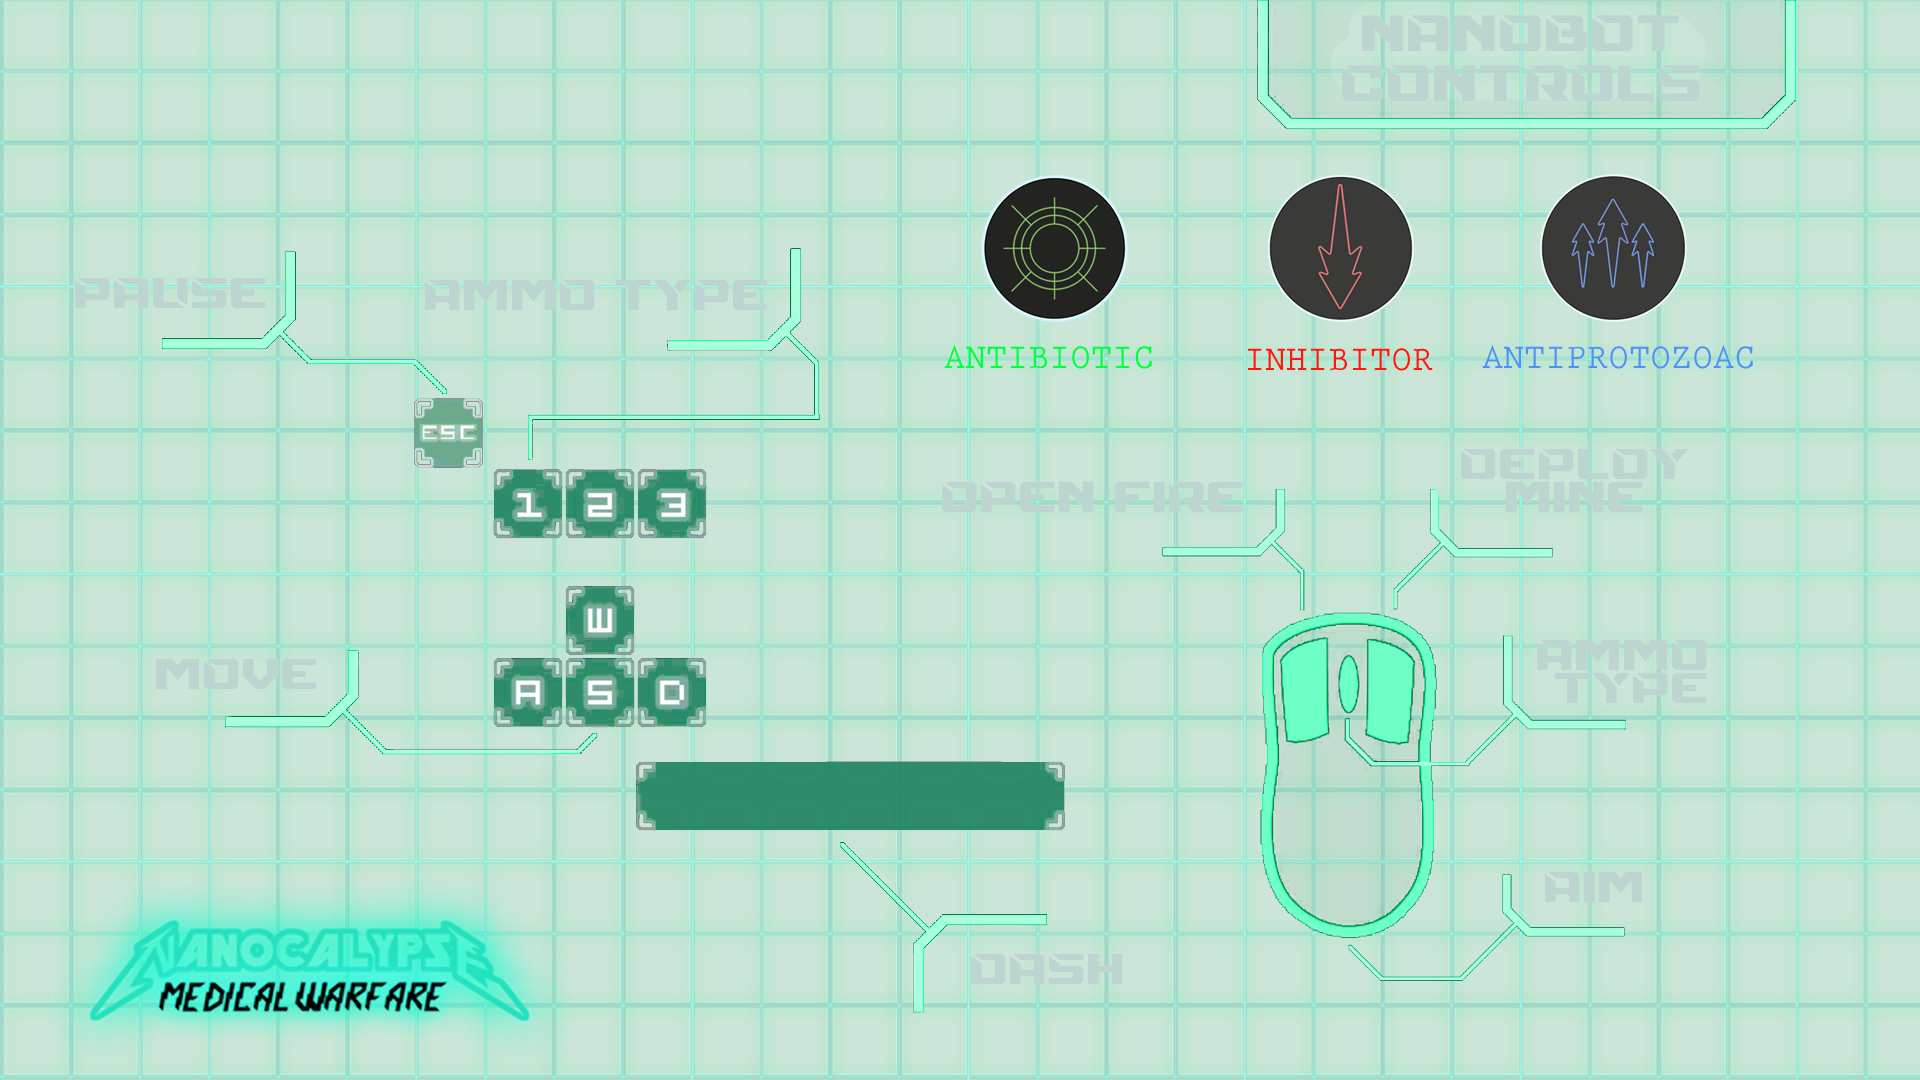 NANOBOT
CONTROLS
PAUSE
AMMO TYPE
ANTIBIOTIC
INHIBITOR
ANTIPROTOZOAC
ESC
1 2 3
OPEN FIRE
DEPLOY
MINE
W
MOVE
A S D
AMMO
TYPE
AIM
DASH
NANOCALYPSE
MEDICAL WARFARE